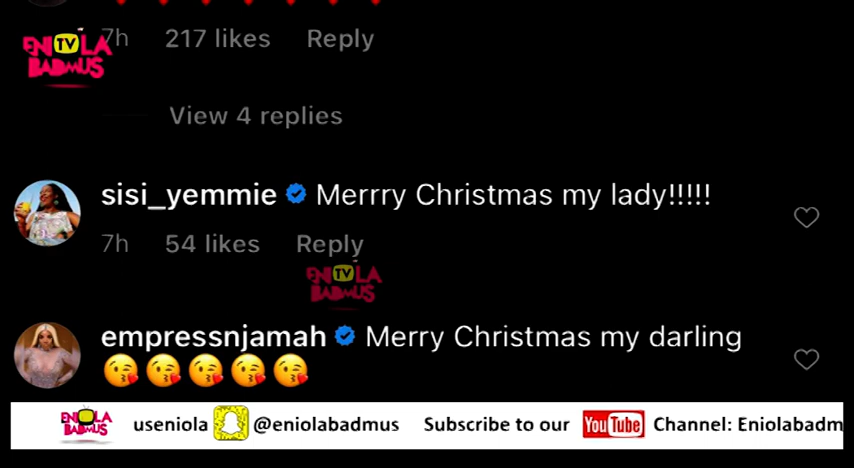 7h 217 likes Reply
ENIOLA TV
BADMUS
View 4 replies
sisi_yemmie Merrry Christmas my lady!!!!!
7h 54 likes Reply
ENIOLA TV
BADMUS
empressnjamah Merry Christmas my darling
😘😘😘😘😘
ENIOLA
BADMUS
useniola @eniolabadmus Subscribe to our YouTube Channel: Eniolabadm